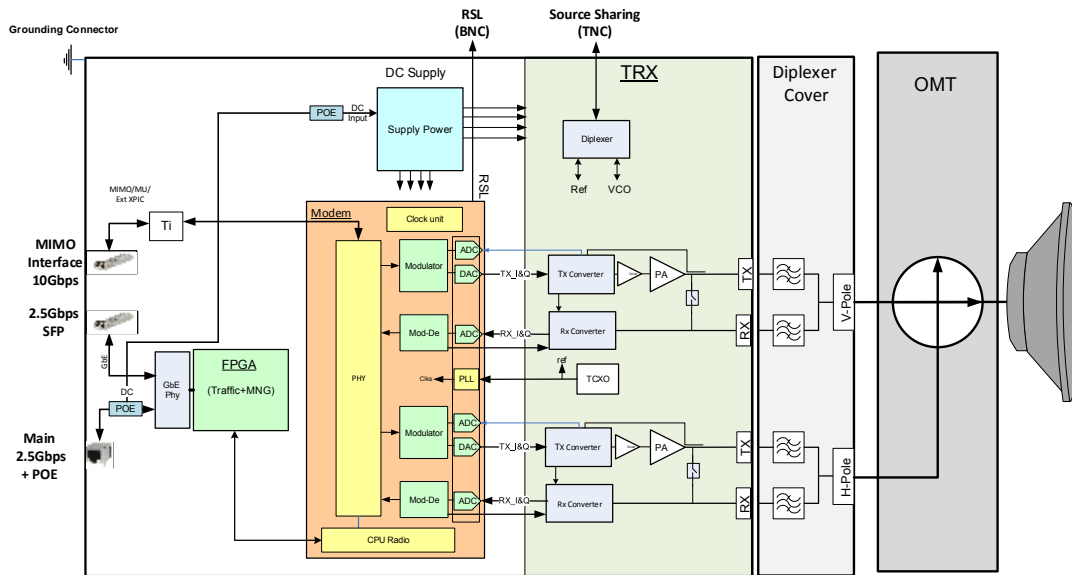 RSL
(BNC)
Source Sharing
(TNC)
Grounding Connector
DC Supply
TRX
Diplexer
Cover
OMT
POE
DC
Input
Supply Power
Diplexer
Ref
VCO
RSL
MIMO/MU/
Ext XPIC
Ti
MIMO
Interface
10Gbps
2.5Gbps
SFP
GbE
DC
POE
GbE
Phy
FPGA
(Traffic+MNG)
Main
2.5Gbps
+ POE
Modem
Clock unit
PHY
Modulator
ADC
DAC
TX_I&Q
TX Converter
PA
TX
Mod-De
ADC
RX_I&Q
Rx Converter
RX
V-Pole
Clks
PLL
ref
TCXO
Modulator
ADC
DAC
TX_I&Q
TX Converter
PA
TX
Mod-De
ADC
RX_I&Q
Rx Converter
RX
H-Pole
CPU Radio